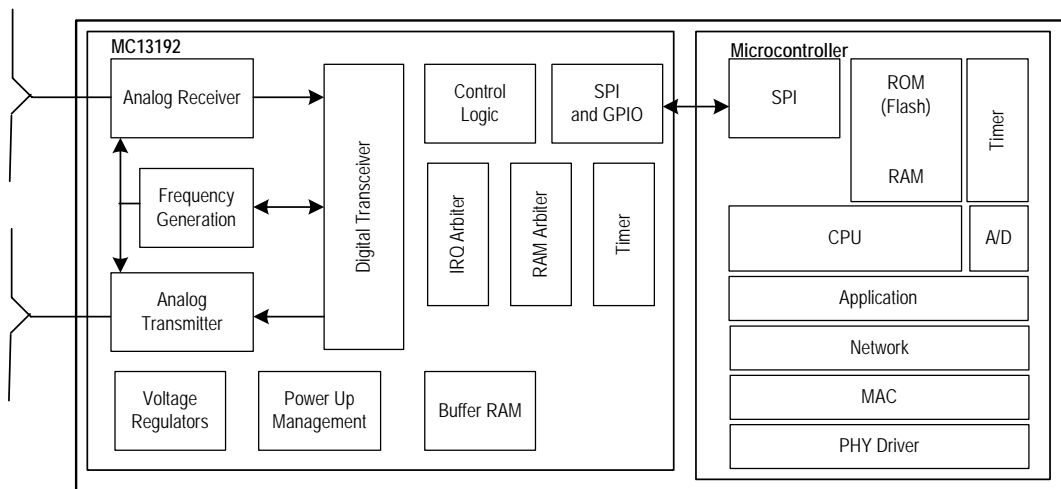 MC13192
Analog Receiver
Frequency
Generation
Analog
Transmitter
Voltage
Regulators
Power Up
Management
Digital Transceiver
Control
Logic
SPI
and GPIO
IRQ Arbiter
RAM Arbiter
Timer
Buffer RAM
Microcontroller
SPI
ROM
(Flash)
RAM
Timer
CPU
A/D
Application
Network
MAC
PHY Driver